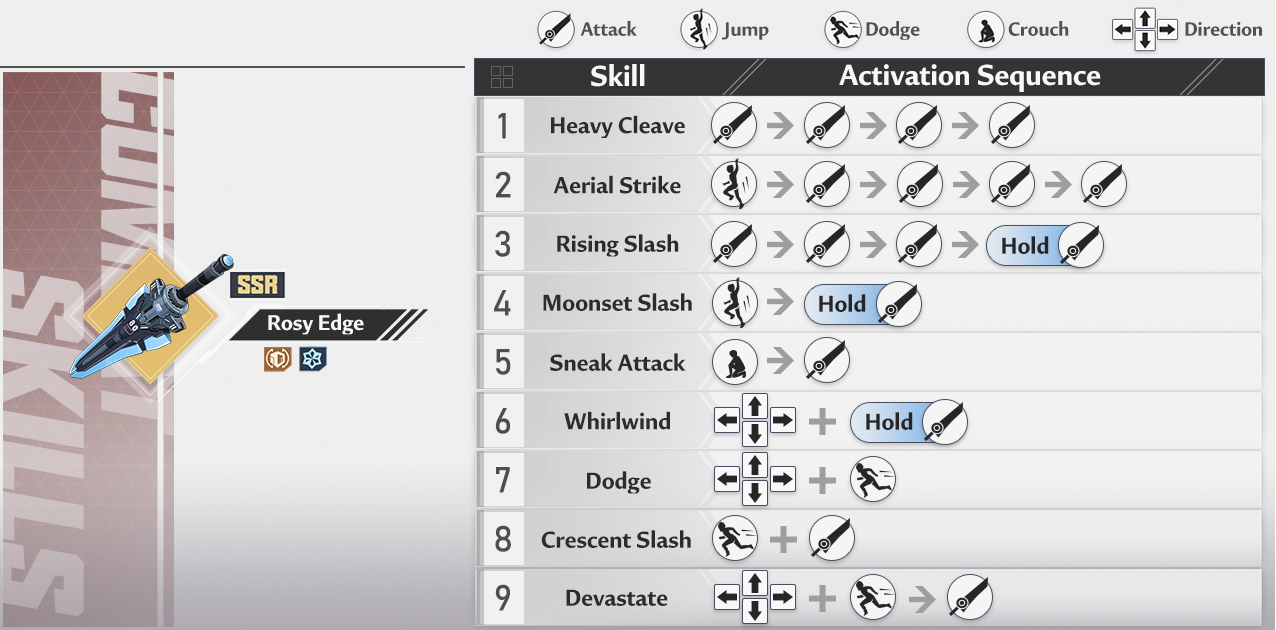 Attack Jump Dodge Crouch Direction
Skill Activation Sequence
1 Heavy Cleave
2 Aerial Strike
3 Rising Slash Hold
4 Moonset Slash Hold
5 Sneak Attack
6 Whirlwind Hold
7 Dodge
8 Crescent Slash
9 Devastate
SSR
Rosy Edge
SKILLS